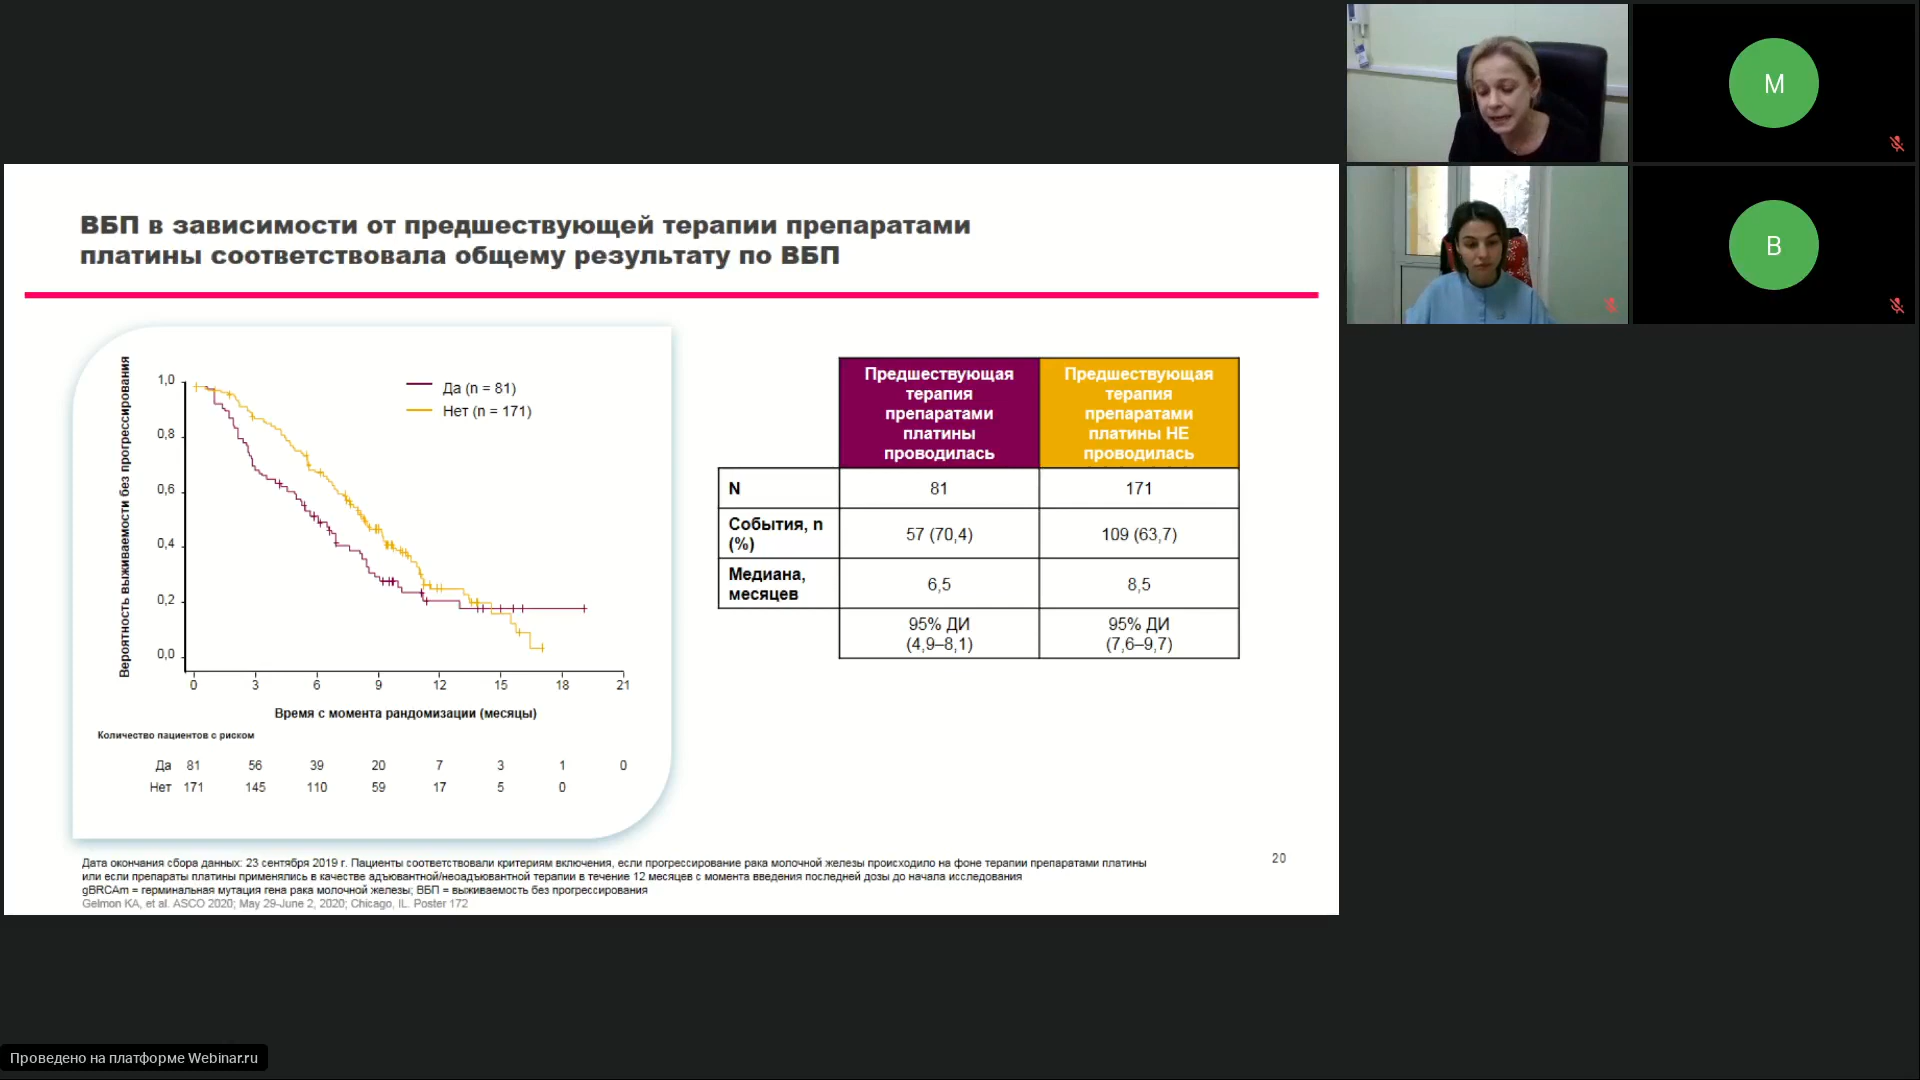 ВБП в зависимости от предшествующей терапии препаратами
платины соответствовала общему результату по ВБП
Вероятность выживаемости без прогрессирования
1,0
0,8
0,6
0,4
0,2
0,0
Да (n = 81)
Нет (n = 171)
0 3 6 9 12 15 18 21
Время с момента рандомизации (месяцы)
Количество пациентов с риском
Да 81 56 39 20 7 3 1 0
Нет 171 145 110 59 17 5 0
Предшествующая
терапия
препаратами
платины
проводилась
Предшествующая
терапия
препаратами
платины НЕ
проводилась
N 81 171
События, n
(%)
57 (70,4) 109 (63,7)
Медиана,
месяцев
6,5 8,5
95% ДИ
(4,9–8,1)
95% ДИ
(7,6–9,7)
Дата окончания сбора данных: 23 сентября 2019 г. Пациенты соответствовали критериям включения, если прогрессирование рака молочной железы происходило на фоне терапии препаратами платины
или если препараты платины применялись в качестве адъювантной/неоадъювантной терапии в течение 12 месяцев с момента введения последней дозы до начала исследования
gBRCAm = герминальная мутация гена рака молочной железы; ВБП = выживаемость без прогрессирования
Gelmon KA, et al. ASCO 2020; May 29-June 2, 2020; Chicago, IL. Poster 172
20
M
B
Проведено на платформе Webinar.ru